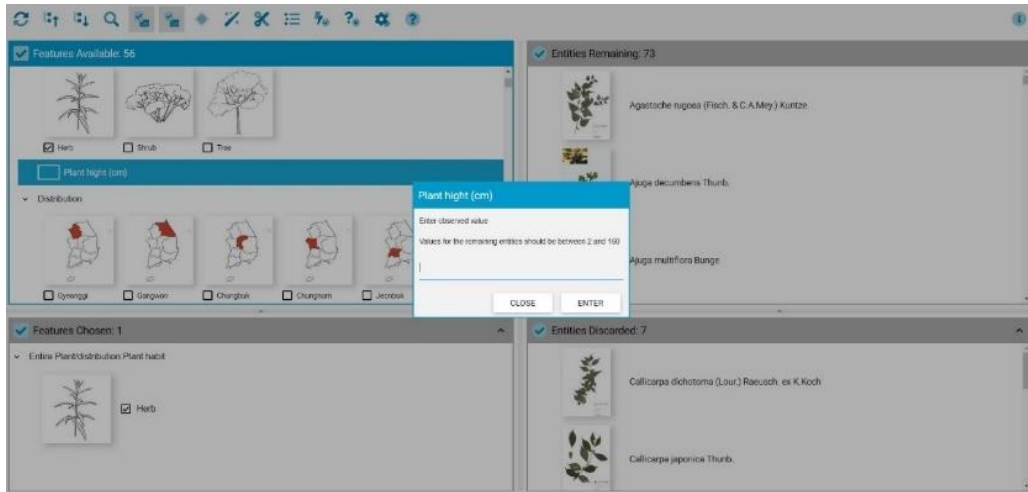 Features Available: 56
Herb
Shrub
Tree
Plant hight (cm)
Distribution
Gyeonggi
Gangwon
Chungbuk
Chungnam
Jeonbuk
Entities Remaining: 73
Agastache rugosa (Fisch. & C.A.Mey.) Kuntze
Ajuga decumbens Thunb.
Ajuga multiflora Bunge
Plant hight (cm)
Enter observed value
Values for the remaining entities should be between 2 and 160
CLOSE
ENTER
Features Chosen: 1
Entire Plant/distribution Plant habit
Herb
Entities Discarded: 7
Callicarpa dichotoma (Lour.) Raeusch. ex K.Koch
Callicarpa japonica Thunb.